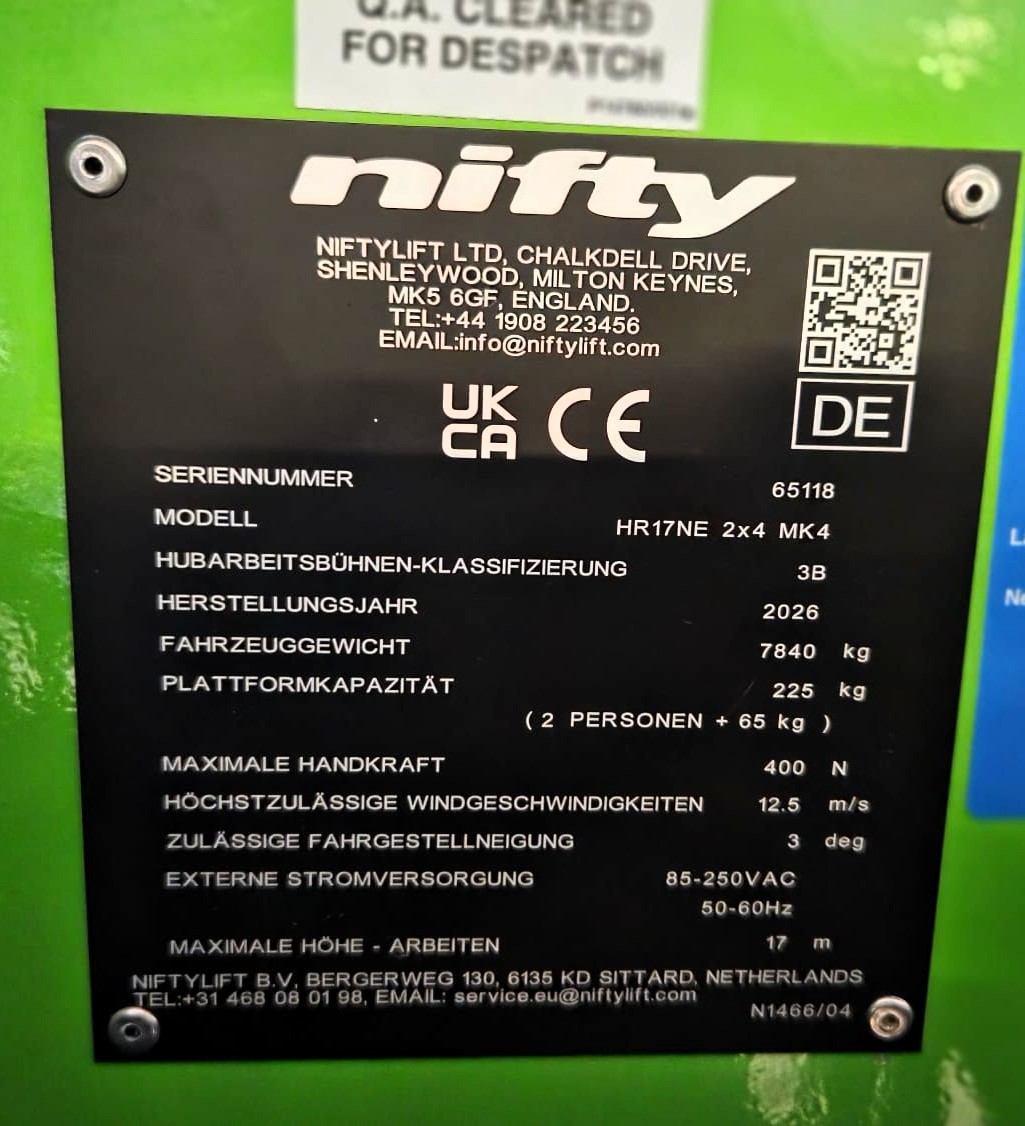 Q.A. CLEARED
FOR DESPATCH
nifty
NIFTYLIFT LTD, CHALKDELL DRIVE,
SHENLEYWOOD, MILTON KEYNES,
MK5 6GF, ENGLAND.
TEL:+44 1908 223456
EMAIL:info@niftylift.com
UK
CA CE
DE
SERIENNUMMER 65118
MODELL HR17NE 2x4 MK4
HUBARBEITSBÜHNEN-KLASSIFIZIERUNG 3B
HERSTELLUNGSJAHR 2026
FAHRZEUGGEWICHT 7840 kg
PLATTFORMKAPAZITÄT 225 kg
( 2 PERSONEN + 65 kg )
MAXIMALE HANDKRAFT 400 N
HÖCHSTZULÄSSIGE WINDGESCHWINDIGKEITEN 12.5 m/s
ZULÄSSIGE FAHRGESTELLNEIGUNG 3 deg
EXTERNE STROMVERSORGUNG 85-250VAC
50-60Hz
MAXIMALE HÖHE - ARBEITEN 17 m
NIFTYLIFT B.V, BERGERWEG 130, 6135 KD SITTARD, NETHERLANDS
TEL:+31 468 08 01 98, EMAIL: service.eu@niftylift.com
N1466/04